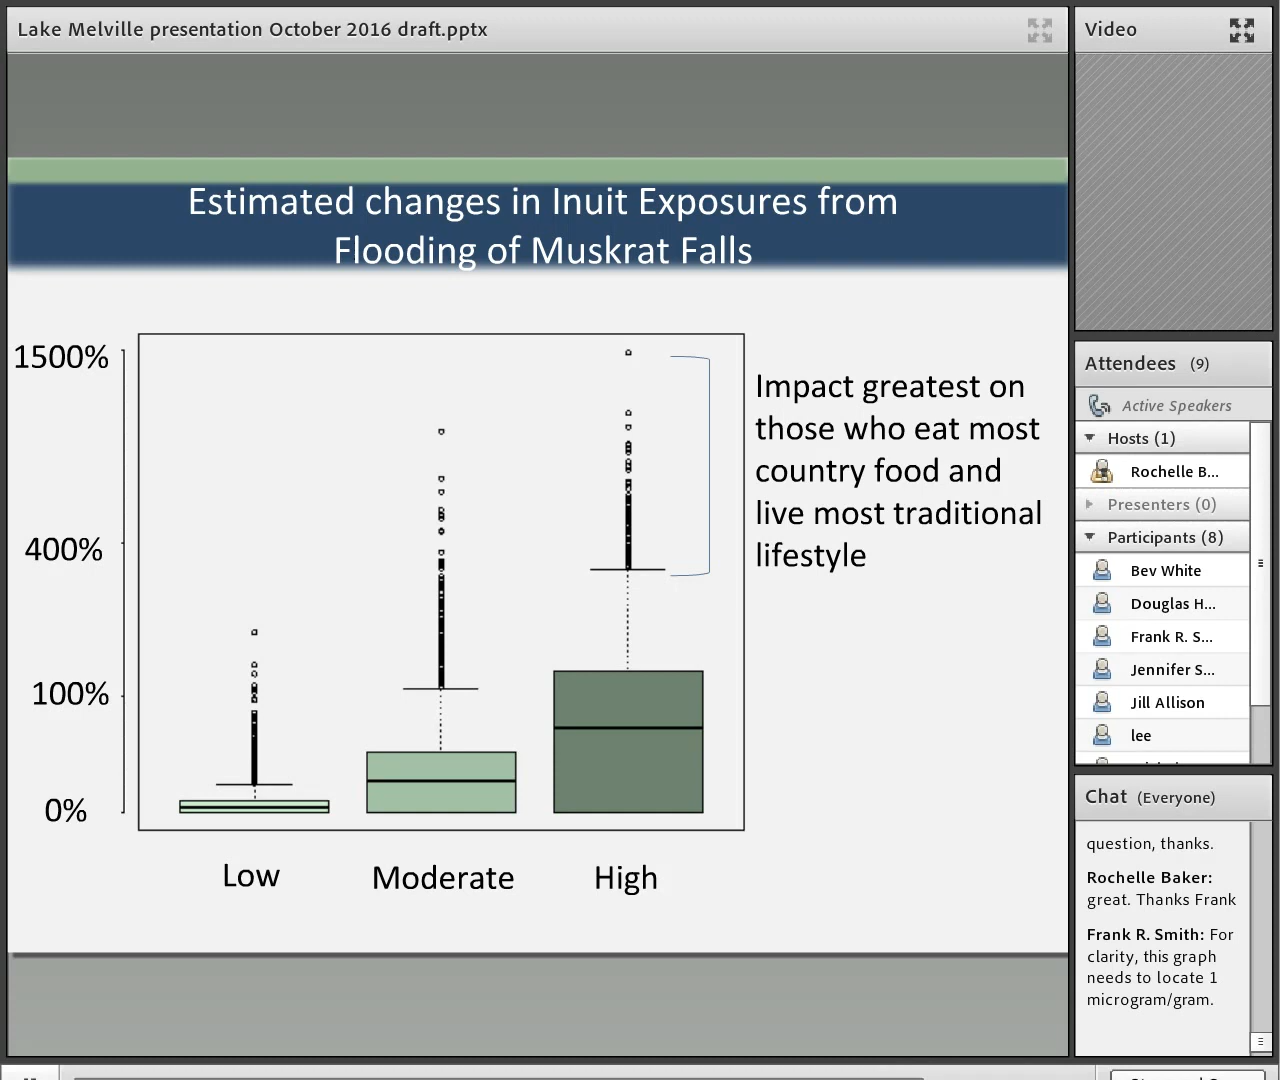 Lake Melville presentation October 2016 draft.pptx
Estimated changes in Inuit Exposures from
Flooding of Muskrat Falls
1500%
400%
100%
0%
Low
Moderate
High
Impact greatest on
those who eat most
country food and
live most traditional
lifestyle
Video
Attendees (9)
Active Speakers
Hosts (1)
Rochelle B...
Presenters (0)
Participants (8)
Bev White
Douglas H...
Frank R. S...
Jennifer S...
Jill Allison
lee
Chat (Everyone)
question, thanks.
Rochelle Baker:
great. Thanks Frank
Frank R. Smith: For
clarity, this graph
needs to locate 1
microgram/gram.